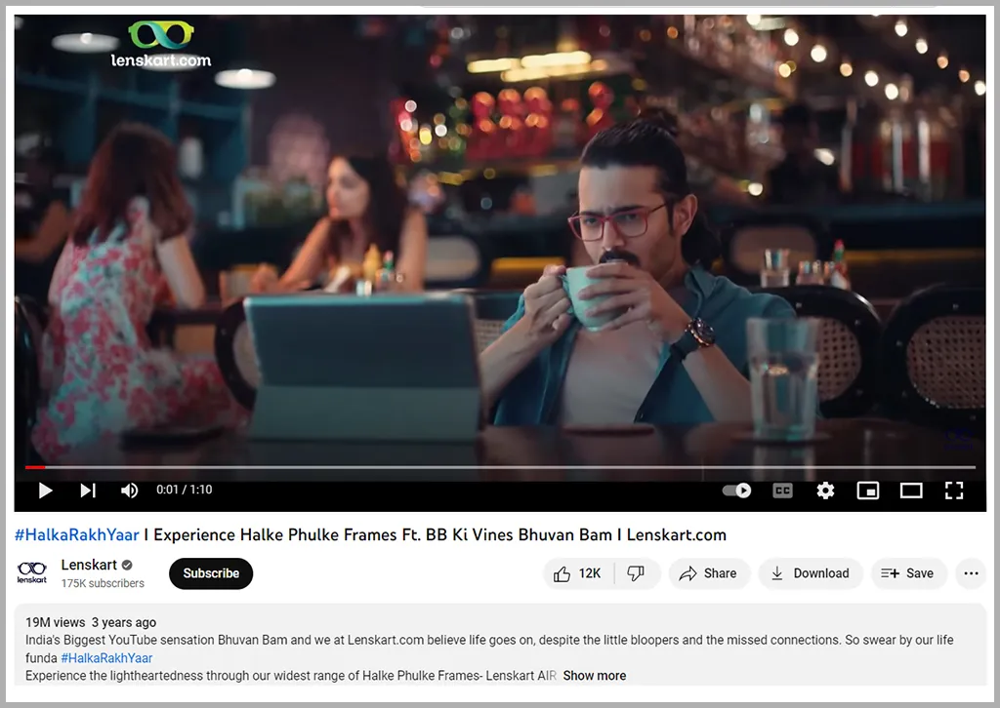 lenskart.com
0:01 / 1:10
CC
#HalkaRakhYaar I Experience Halke Phulke Frames Ft. BB Ki Vines Bhuvan Bam I Lenskart.com
lenskart
Lenskart
175K subscribers
Subscribe
12K
Share
Download
Save
19M views 3 years ago
India's Biggest YouTube sensation Bhuvan Bam and we at Lenskart.com believe life goes on, despite the little bloopers and the missed connections. So swear by our life
funda #HalkaRakhYaar
Experience the lightheartedness through our widest range of Halke Phulke Frames- Lenskart AIR Show more